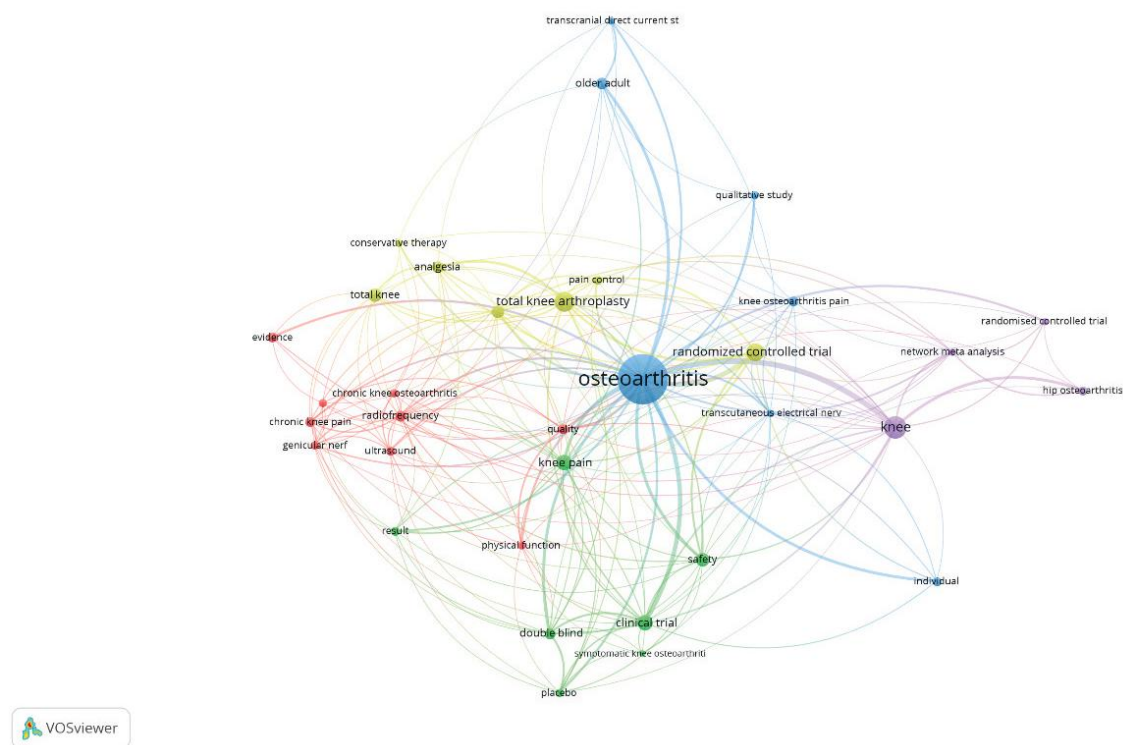 transcranial direct current st
older adult
qualitative study
conservative therapy
analgesia
pain control
total knee
total knee arthroplasty
knee osteoarthritis pain
randomised controlled trial
evidence
randomized controlled trial
network meta analysis
osteoarthritis
hip osteoarthritis
chronic knee osteoarthritis
radiofrequency
transcutaneous electrical nerv
chronic knee pain
quality
knee
genicular nerf
ultrasound
knee pain
result
physical function
safety
individual
clinical trial
double blind
symptomatic knee osteoarthriti
placebo
VOSviewer